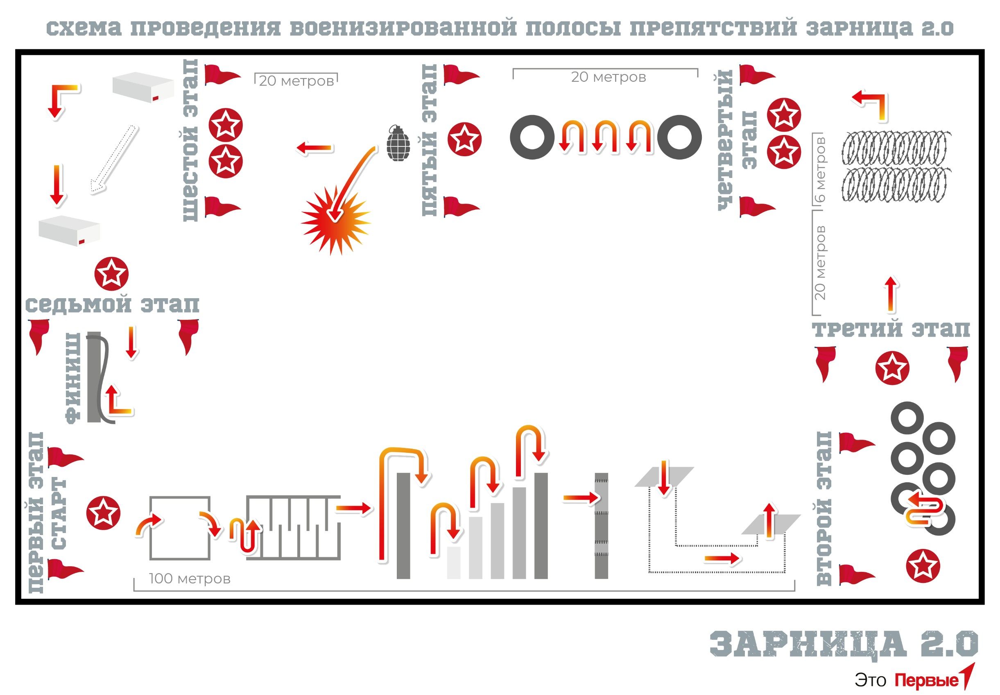 схема проведения военизированной полосы препятствий зарница 2.0
шестой этап
20 метров
пятый этап
20 метров
четвертый
этап
6 метров
20 метров
седьмой этап
третий этап
финиш
первый этап
старт
второй этап
100 метров
ЗАРНИЦА 2.0
Это Первые